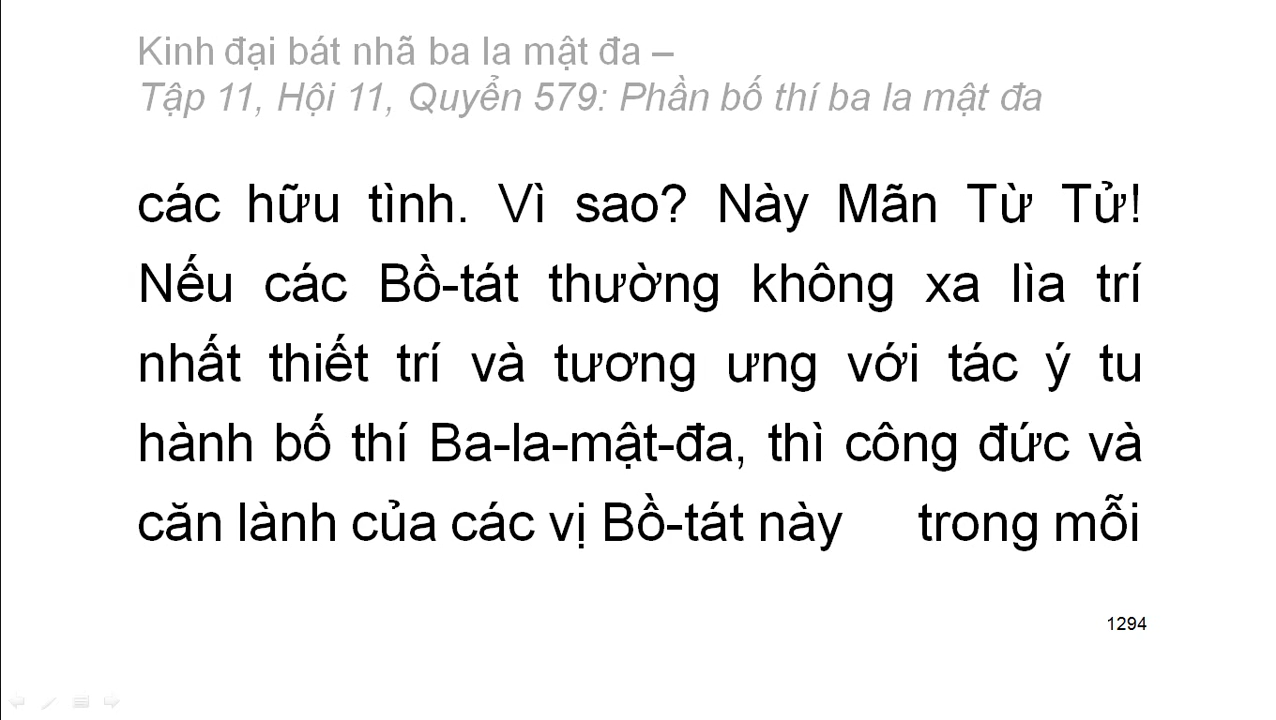 Kinh đại bát nhã ba la mật đa –
Tập 11, Hội 11, Quyển 579: Phần bố thí ba la mật đa
các hữu tình. Vì sao? Này Mãn Từ Tử!
Nếu các Bồ-tát thường không xa lìa trí
nhất thiết trí và tương ưng với tác ý tu
hành bố thí Ba-la-mật-đa, thì công đức và
căn lành của các vị Bồ-tát này trong mỗi
1294